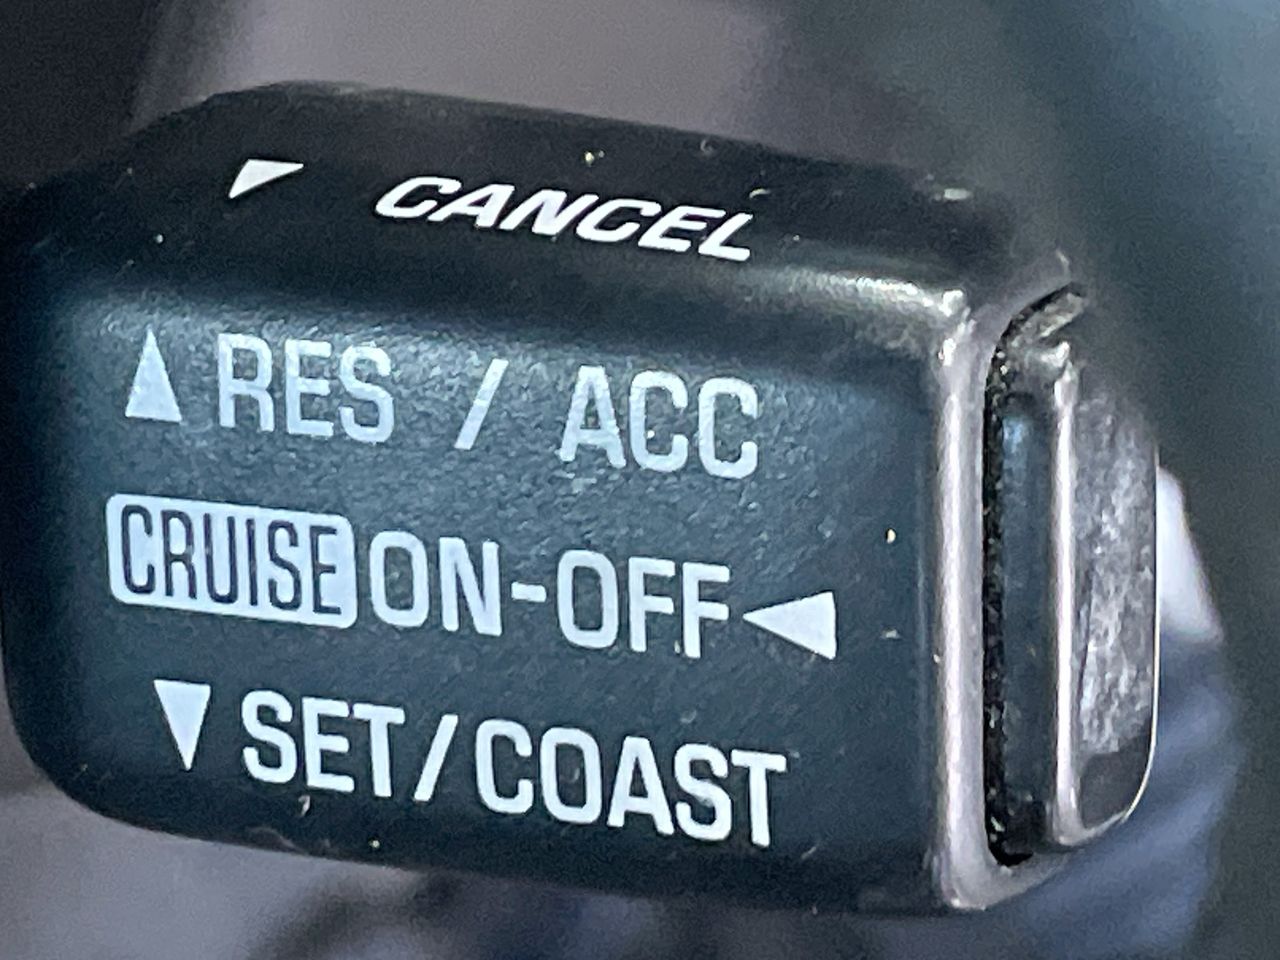 CANCEL
RES / ACC
CRUISE ON-OFF
SET/COAST